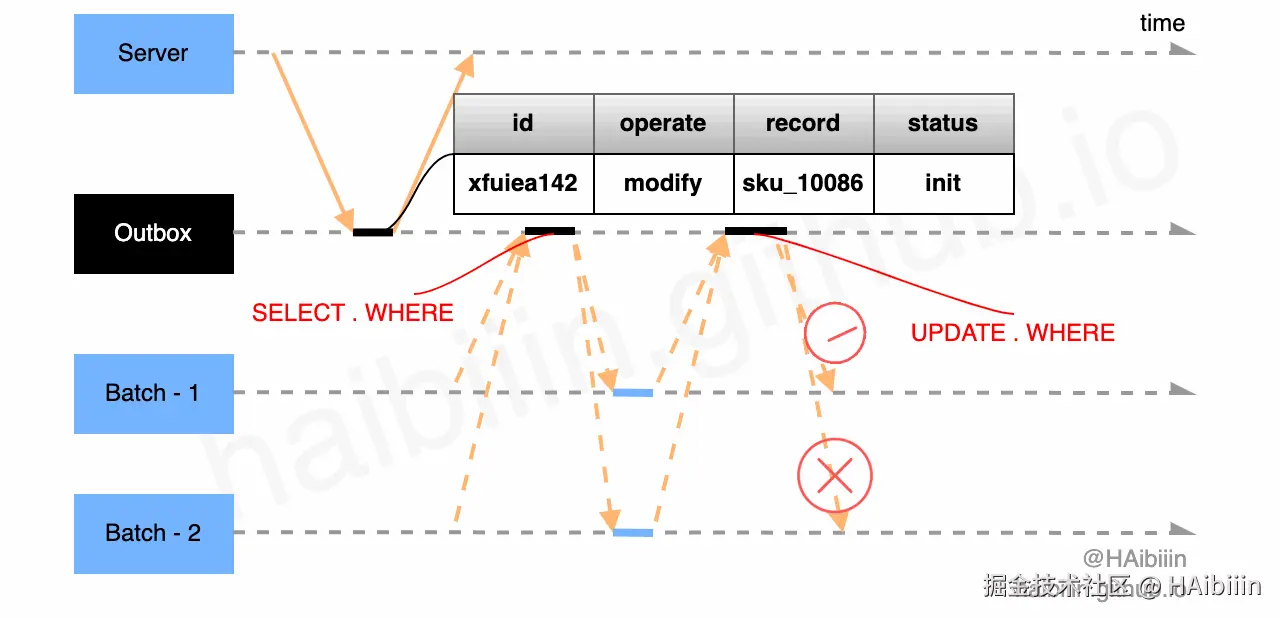 time
Server
id operate record status
xfuiea142 modify sku_10086 init
Outbox
SELECT . WHERE
UPDATE . WHERE
Batch - 1
Batch - 2
haibiiin.github.io
@HAibiiin
掘金技术社区 @ HAibiiin